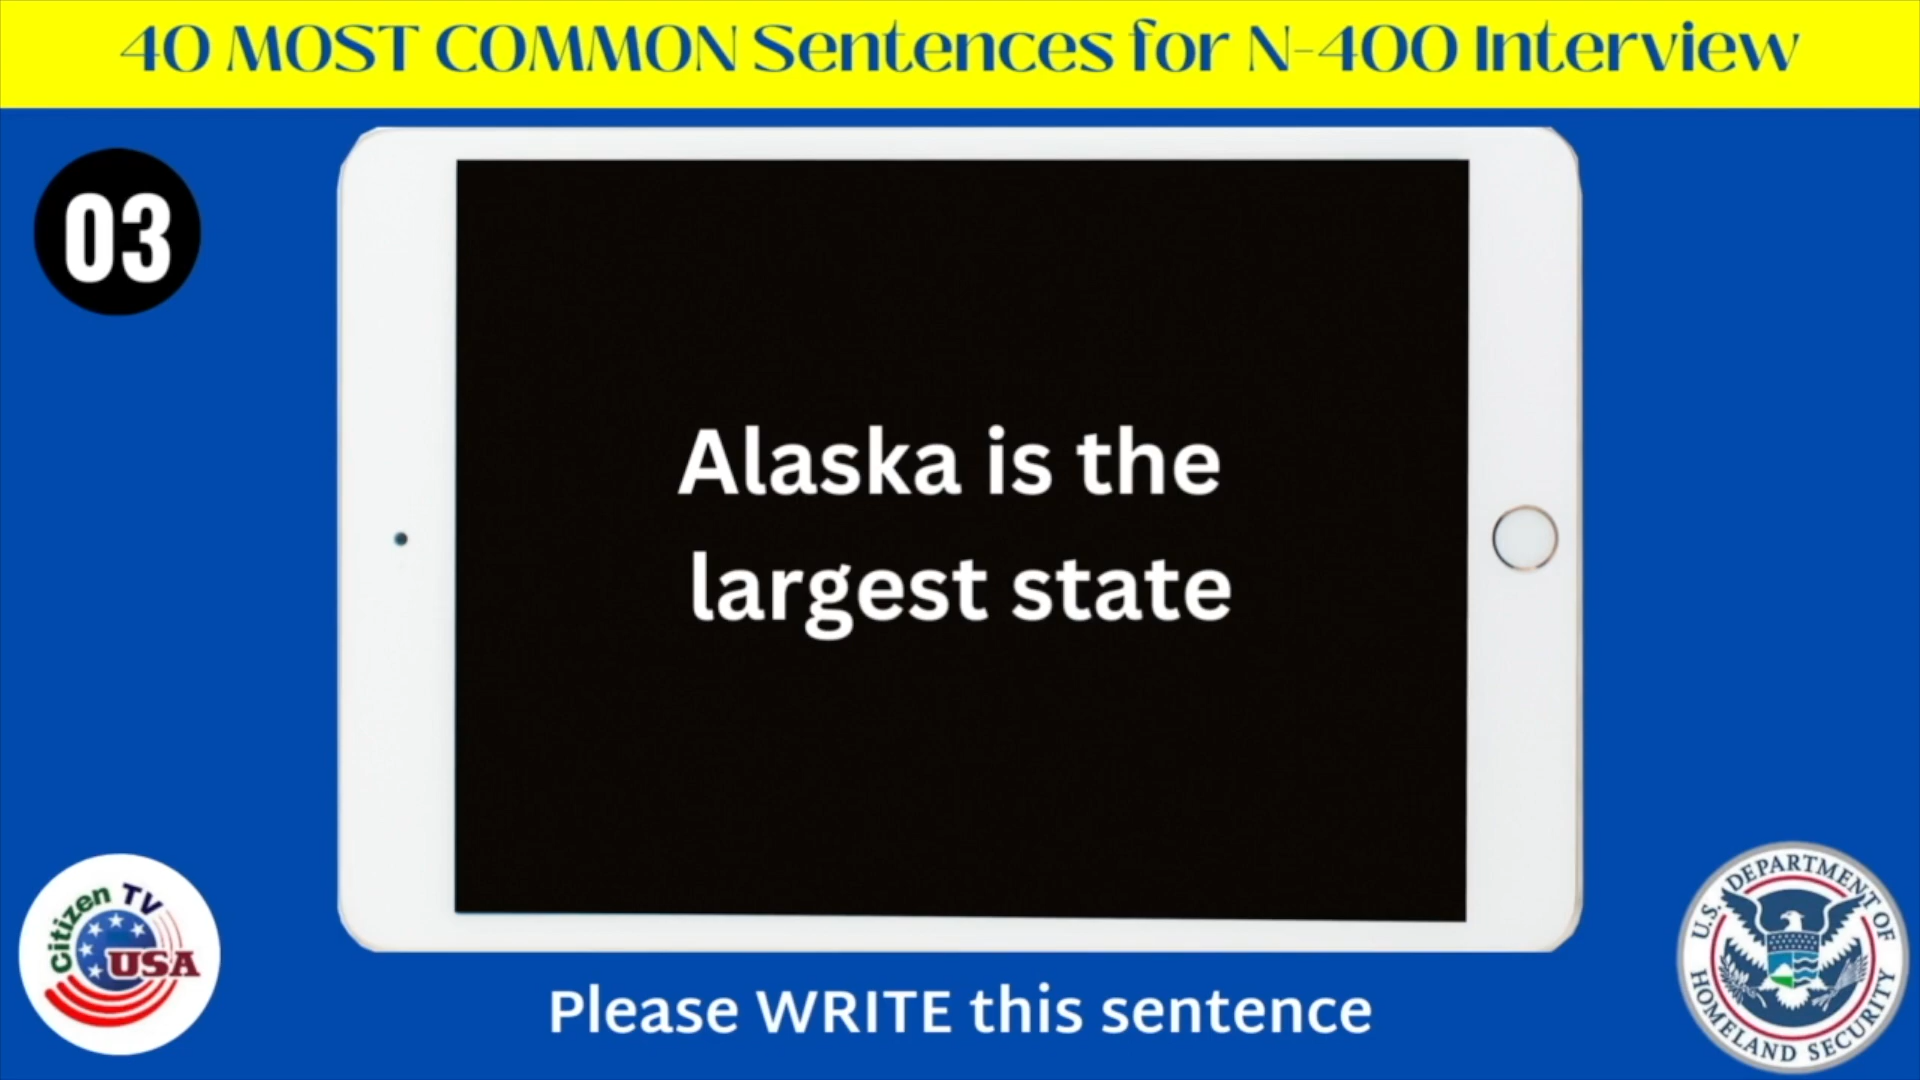 40 MOST COMMON Sentences for N-400 Interview
03
Alaska is the
largest state
Citizen TV
USA
U.S. DEPARTMENT OF
HOMELAND SECURITY
Please WRITE this sentence